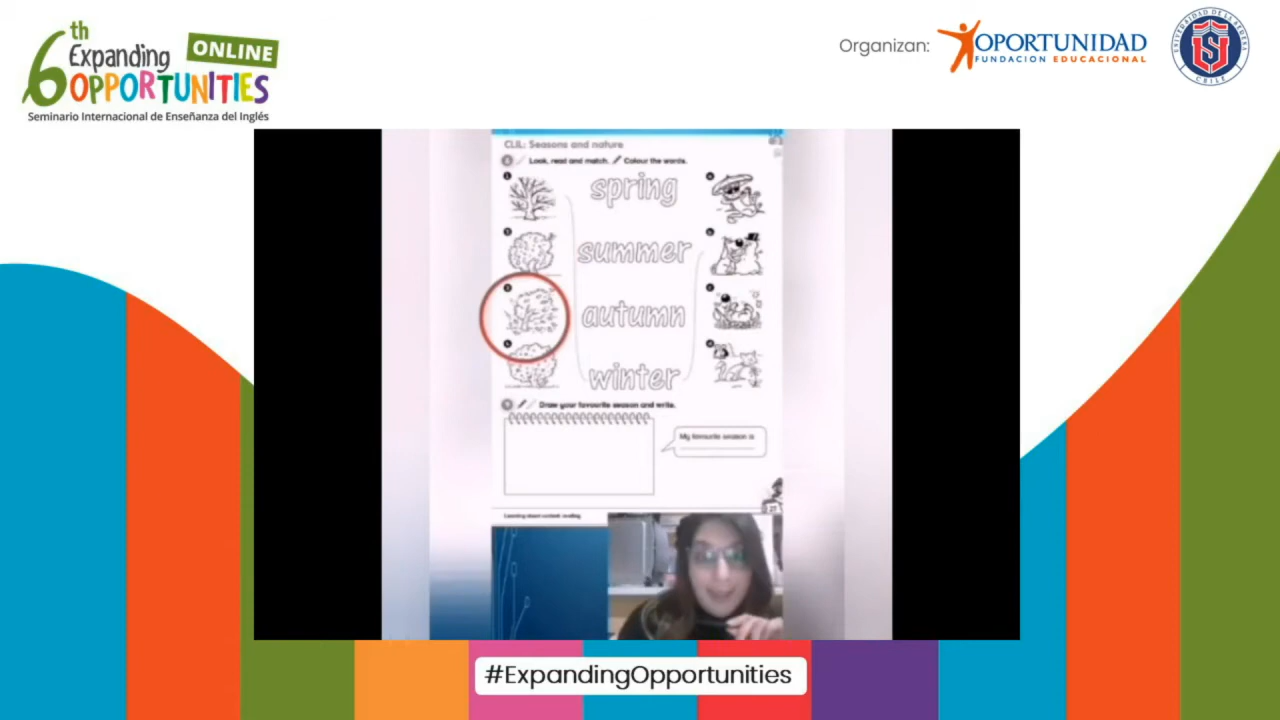 6th Expanding ONLINE
OPPORTUNITIES
Seminario Internacional de Enseñanza del Inglés
Organizan:
OPORTUNIDAD
FUNDACION EDUCACIONAL
CHILE
CLIL: Seasons and nature
Look, read and match. Colour the words.
spring
summer
autumn
winter
Draw your favourite season and write.
My favourite season is
#ExpandingOpportunities